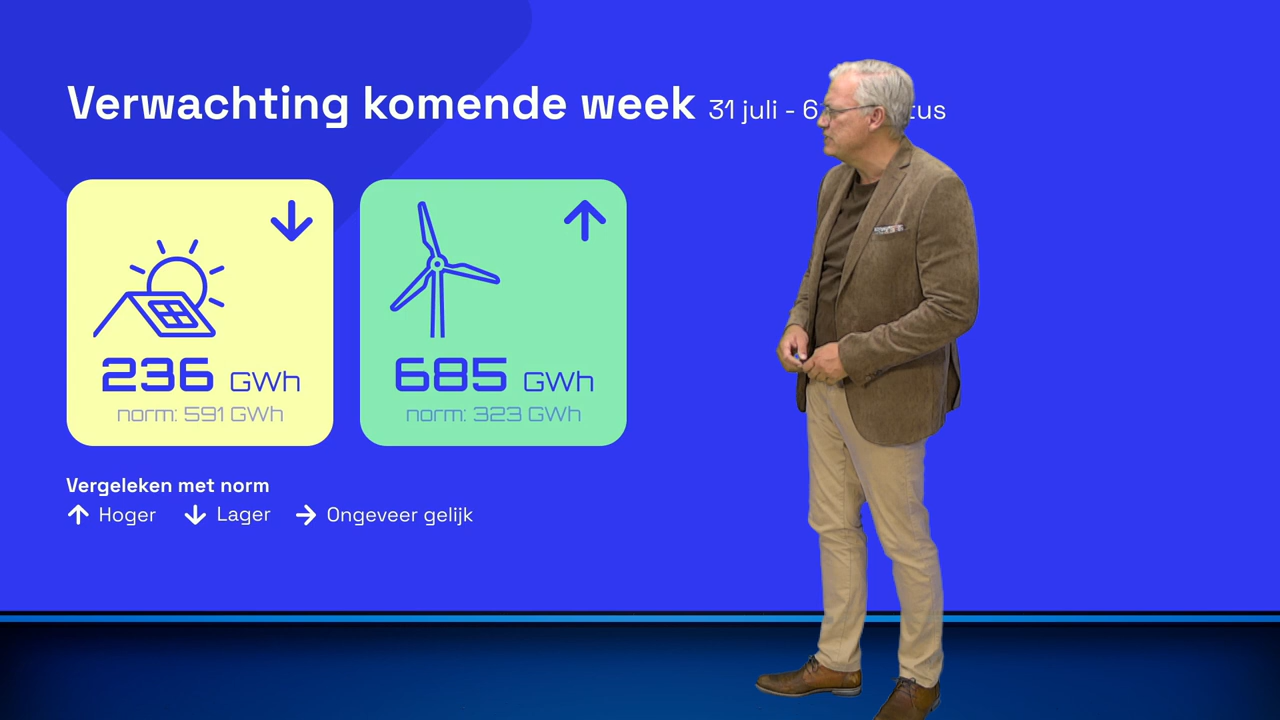 Verwachting komende week 31 juli - 6
236 GWh
norm: 591 GWh
685 GWh
norm: 323 GWh
Vergeleken met norm
Hoger Lager Ongeveer gelijk